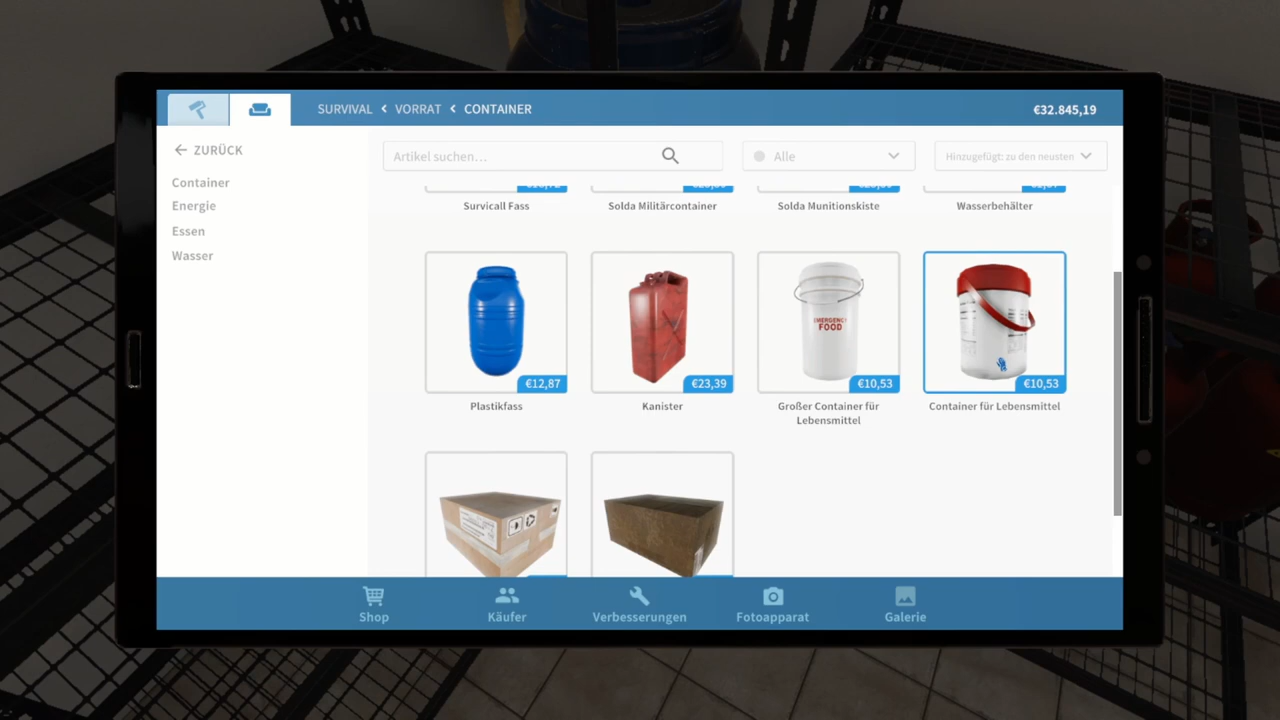 SURVIVAL < VORRAT < CONTAINER
€32.845,19
ZURÜCK
Artikel suchen...
Alle
Hinzugefügt: zu den neusten
Container
Energie
Essen
Wasser
Survicall Fass
Solda Militärcontainer
Solda Munitionskiste
Wasserbehälter
EMERGENCY
FOOD
€12,87
€23,39
€10,53
€10,53
Plastikfass
Kanister
Großer Container für
Lebensmittel
Container für Lebensmittel
Shop
Käufer
Verbesserungen
Fotoapparat
Galerie